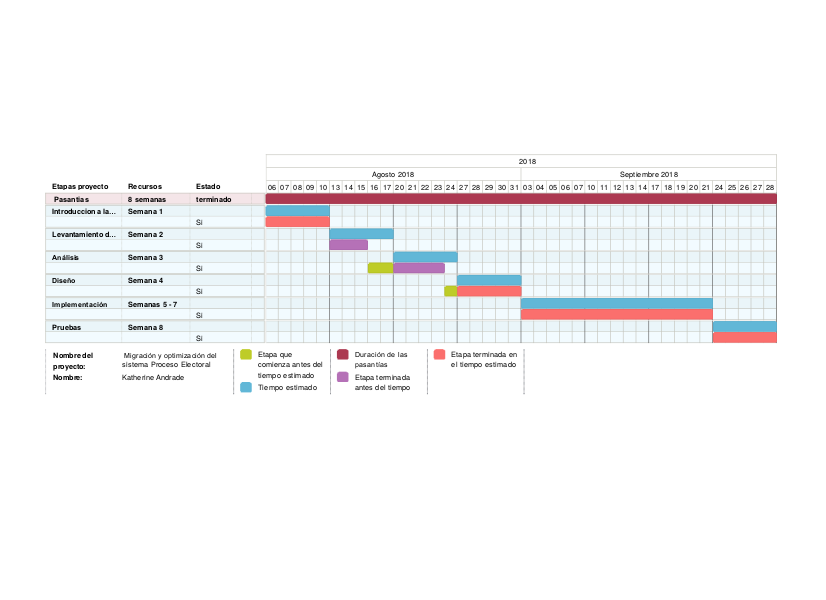 2018
Agosto 2018 Septiembre 2018
Etapas proyecto Recursos Estado 06 07 08 09 10 13 14 15 16 17 20 21 22 23 24 27 28 29 30 31 03 04 05 06 07 10 11 12 13 14 17 18 19 20 21 24 25 26 27 28
Pasantías 8 semanas terminado
Introduccion a la... Semana 1
Si
Levantamiento d... Semana 2
Si
Análisis Semana 3
Si
Diseño Semana 4
Si
Implementación Semanas 5 - 7
Si
Pruebas Semana 8
Si
Nombre del
proyecto:
Migración y optimización del
sistema Proceso Electoral
Nombre: Katherine Andrade
Etapa que
comienza antes del
tiempo estimado
Tiempo estimado
Duración de las
pasantías
Etapa terminada
antes del tiempo
Etapa terminada en
el tiempo estimado